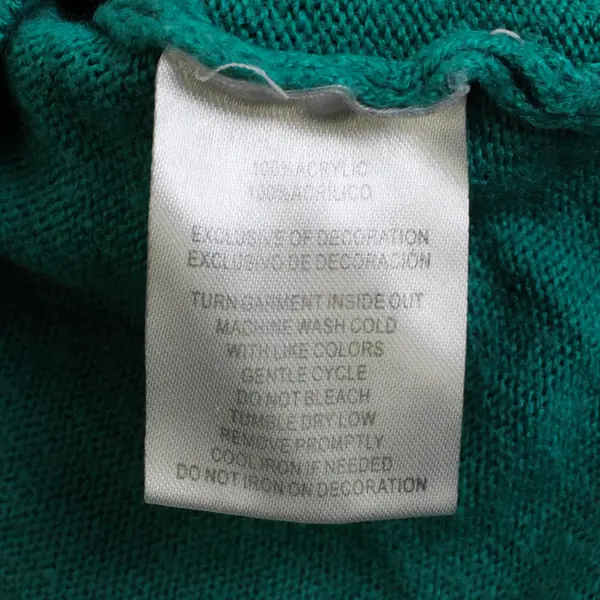 100% ACRYLIC
100% ACRILICO
EXCLUSIVE OF DECORATION
EXCLUSIVO DE DECORACIÓN
TURN GARMENT INSIDE OUT
MACHINE WASH COLD
WITH LIKE COLORS
GENTLE CYCLE
DO NOT BLEACH
TUMBLE DRY LOW
REMOVE PROMPTLY
COOL IRON IF NEEDED
DO NOT IRON ON DECORATION